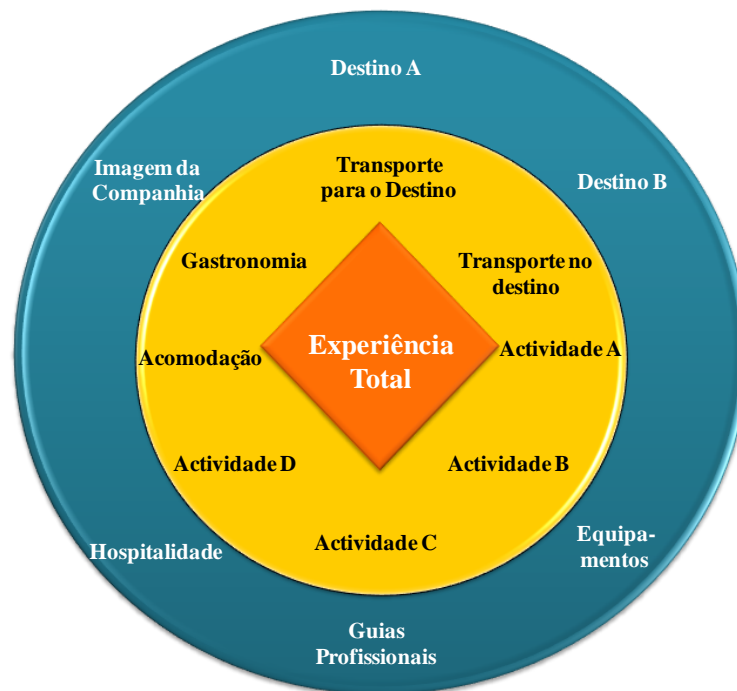 Destino A
Imagem da
Companhia
Transporte
para o Destino
Destino B
Gastronomia
Transporte no
destino
Experiência
Total
Acomodação
Actividade A
Actividade D
Actividade B
Actividade C
Hospitalidade
Equipa-
mentos
Guias
Profissionais